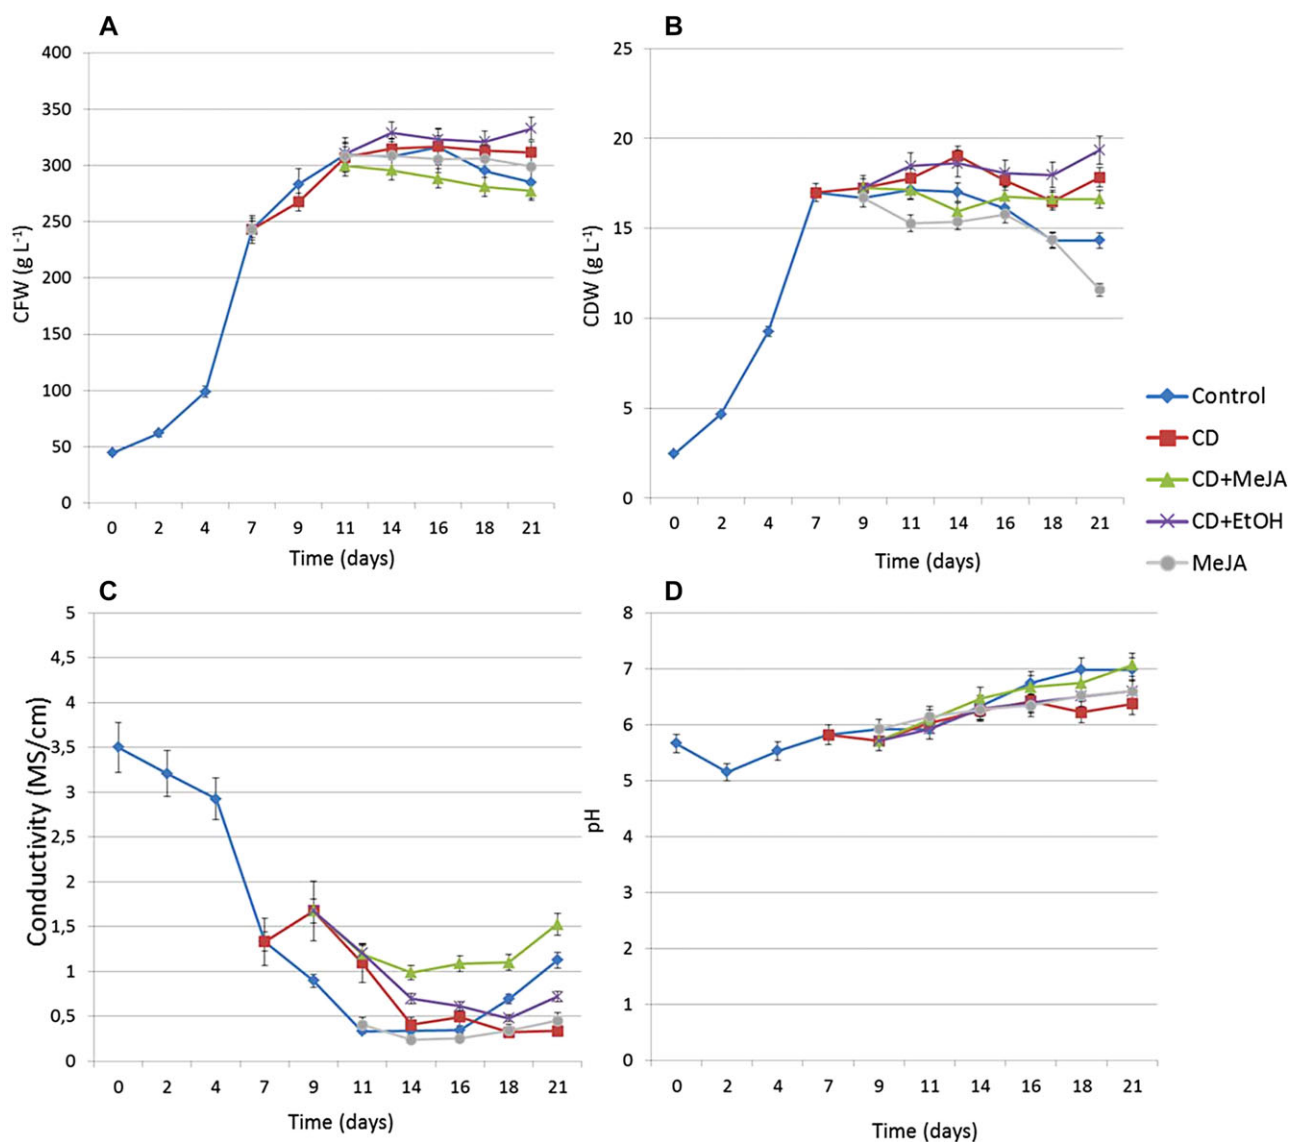 A
400
350
300
250
200
150
100
50
0
CFW (g L-1)
0 2 4 7 9 11 14 16 18 21
Time (days)
B
25
20
15
10
5
0
CDW (g L-1)
0 2 4 7 9 11 14 16 18 21
Time (days)
Control
CD
CD+MeJA
CD+EtOH
MeJA
C
5
4,5
4
3,5
3
2,5
2
1,5
1
0,5
0
Conductivity (MS/cm)
0 2 4 7 9 11 14 16 18 21
Time (days)
D
8
7
6
5
4
3
2
1
0
pH
0 2 4 7 9 11 14 16 18 21
Time (days)